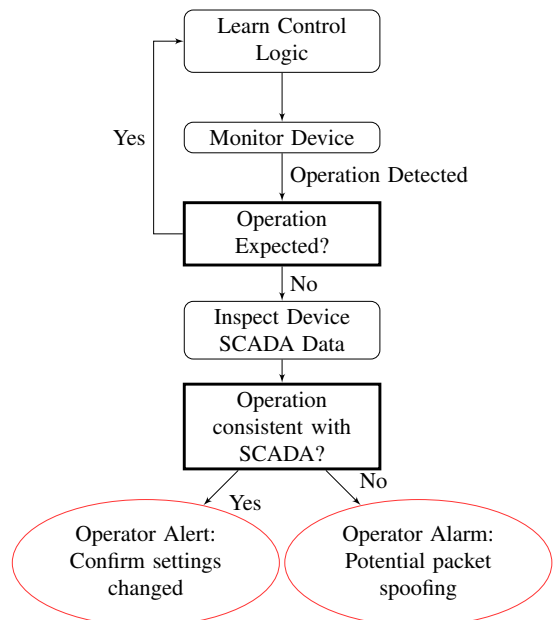 Learn Control
Logic
Yes
Monitor Device
Operation Detected
Operation
Expected?
No
Inspect Device
SCADA Data
Operation
consistent with
SCADA?
Yes
No
Operator Alert:
Confirm settings
changed
Operator Alarm:
Potential packet
spoofing